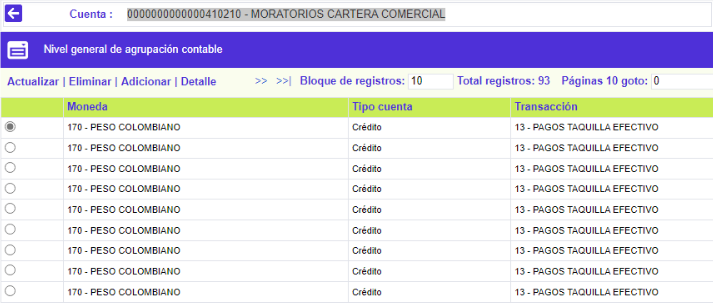 Cuenta : 0000000000000410210 - MORATORIOS CARTERA COMERCIAL
Nivel general de agrupación contable
Actualizar | Eliminar | Adicionar | Detalle >> >>| Bloque de registros: 10 Total registros: 93 Páginas 10 goto: 0
Moneda Tipo cuenta Transacción
170 - PESO COLOMBIANO Crédito 13 - PAGOS TAQUILLA EFECTIVO
170 - PESO COLOMBIANO Crédito 13 - PAGOS TAQUILLA EFECTIVO
170 - PESO COLOMBIANO Crédito 13 - PAGOS TAQUILLA EFECTIVO
170 - PESO COLOMBIANO Crédito 13 - PAGOS TAQUILLA EFECTIVO
170 - PESO COLOMBIANO Crédito 13 - PAGOS TAQUILLA EFECTIVO
170 - PESO COLOMBIANO Crédito 13 - PAGOS TAQUILLA EFECTIVO
170 - PESO COLOMBIANO Crédito 13 - PAGOS TAQUILLA EFECTIVO
170 - PESO COLOMBIANO Crédito 13 - PAGOS TAQUILLA EFECTIVO
170 - PESO COLOMBIANO Crédito 13 - PAGOS TAQUILLA EFECTIVO